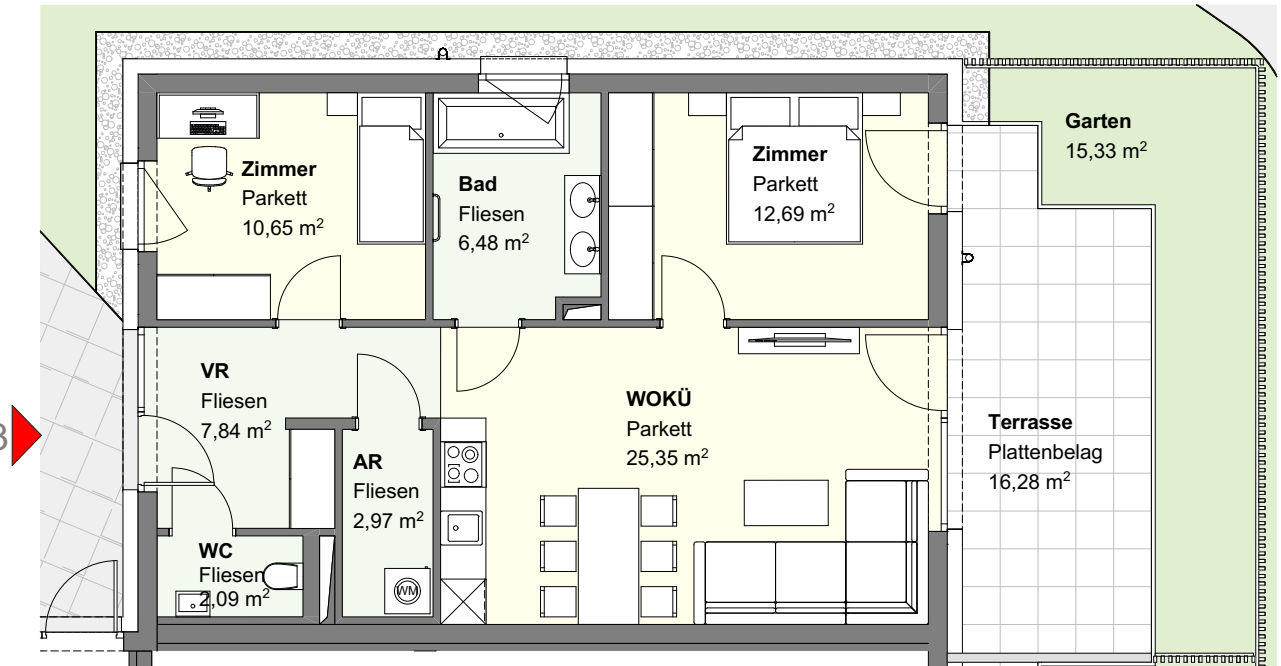 Zimmer
Parkett
10,65 m²
Bad
Fliesen
6,48 m²
Zimmer
Parkett
12,69 m²
Garten
15,33 m²
VR
Fliesen
7,84 m²
AR
Fliesen
2,97 m²
WOKÜ
Parkett
25,35 m²
Terrasse
Plattenbelag
16,28 m²
WC
Fliesen
2,09 m²
WM